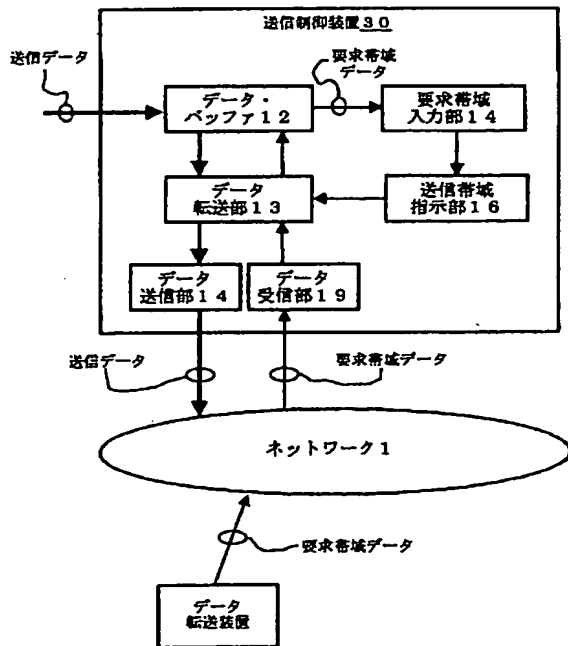 送信制御装置30
送信データ
要求帯域
データ
データ・
バッファ12
要求帯域
入力部14
データ
転送部13
送信帯域
指示部16
データ
送信部14
データ
受信部19
送信データ
要求帯域データ
ネットワーク1
要求帯域データ
データ
転送装置